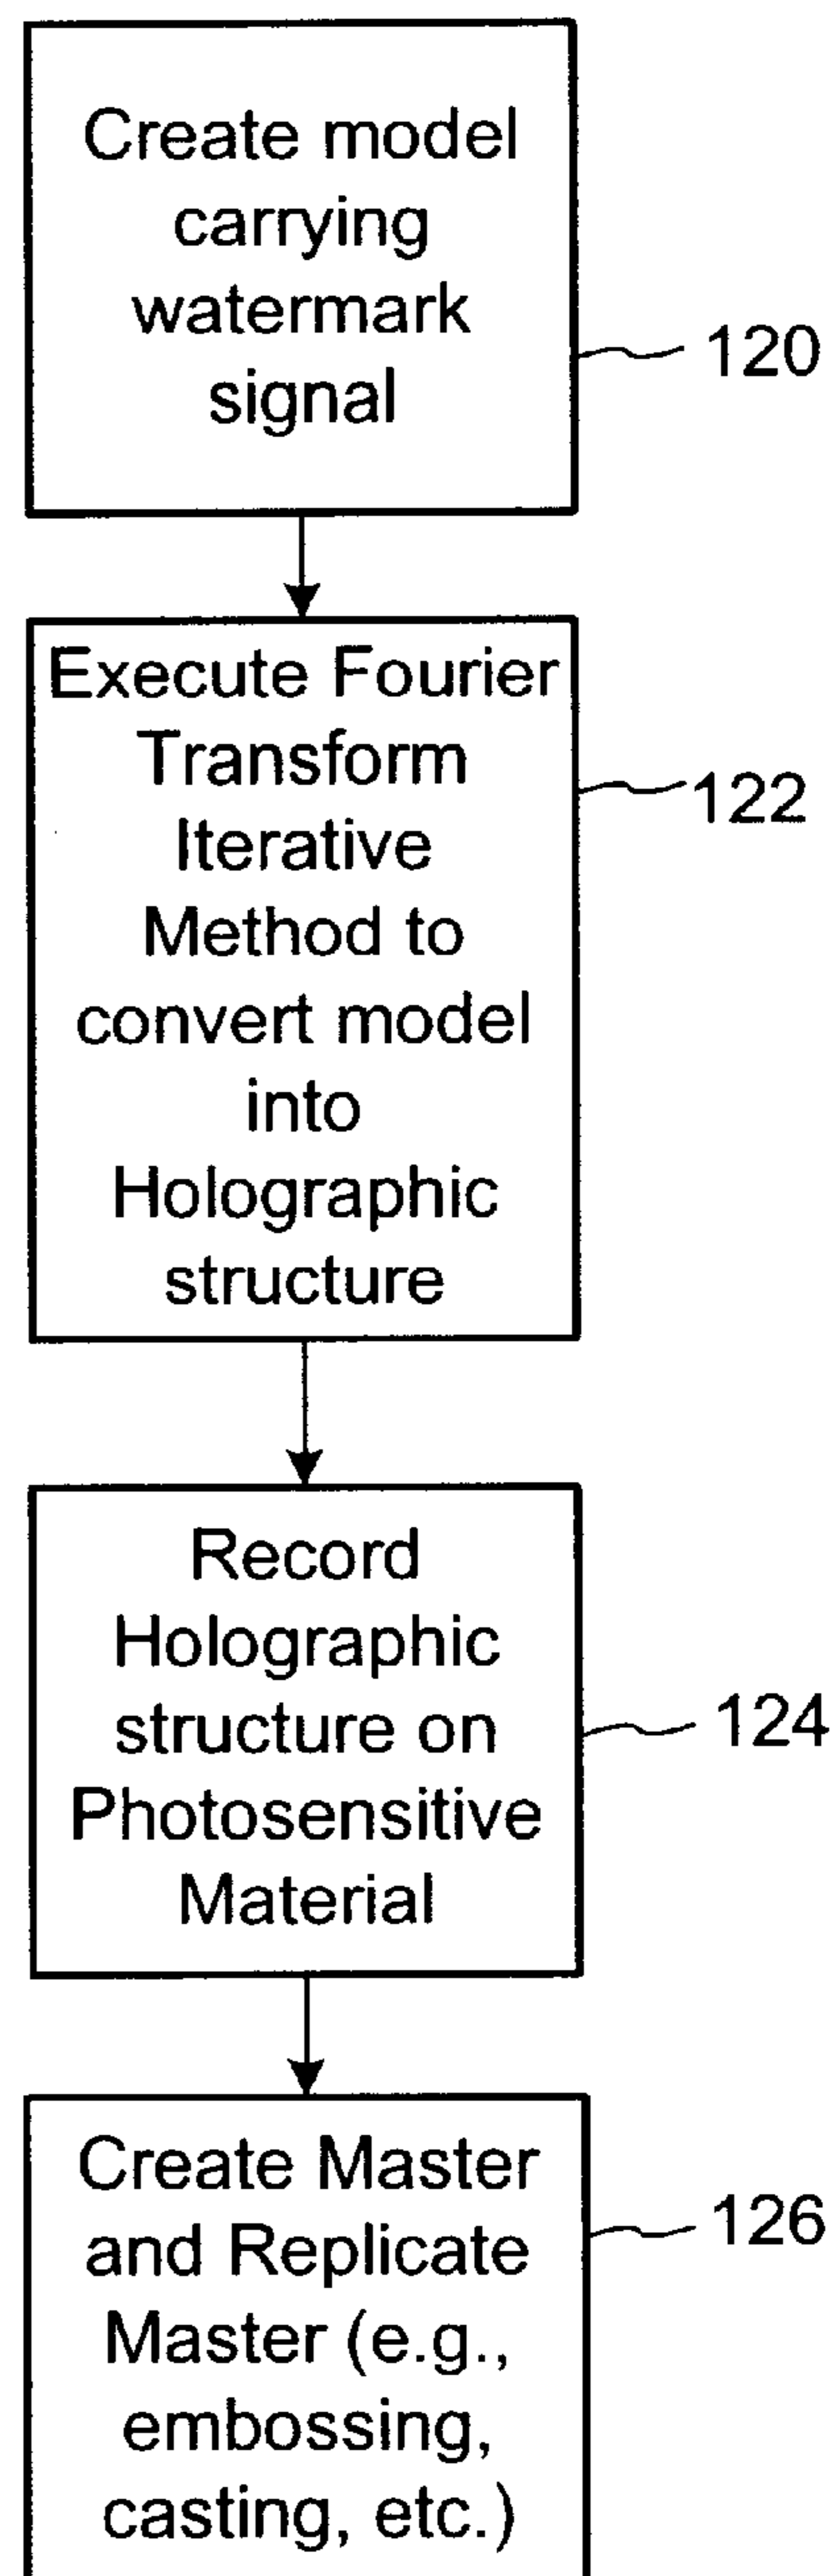 Create model
carrying
watermark
signal
120
Execute Fourier
Transform
Iterative
Method to
convert model
into
Holographic
structure
122
Record
Holographic
structure on
Photosensitive
Material
124
Create Master
and Replicate
Master (e.g.,
embossing,
casting, etc.)
126